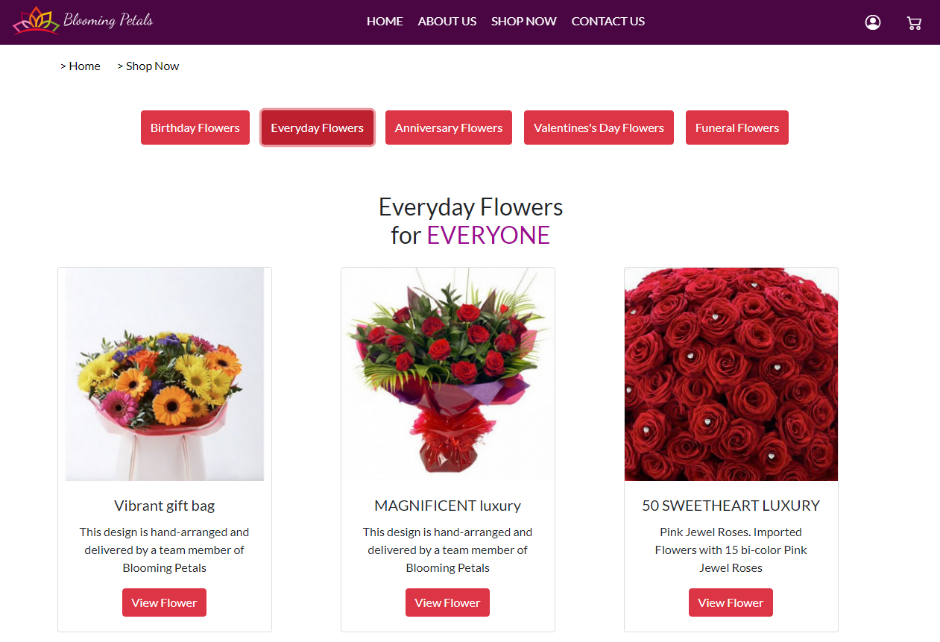 Blooming Petals
HOME ABOUT US SHOP NOW CONTACT US
> Home > Shop Now
Birthday Flowers
Everyday Flowers
Anniversary Flowers
Valentines's Day Flowers
Funeral Flowers
Everyday Flowers
for EVERYONE
Vibrant gift bag
This design is hand-arranged and
delivered by a team member of
Blooming Petals
View Flower
MAGNIFICENT luxury
This design is hand-arranged and
delivered by a team member of
Blooming Petals
View Flower
50 SWEETHEART LUXURY
Pink Jewel Roses. Imported
Flowers with 15 bi-color Pink
Jewel Roses
View Flower